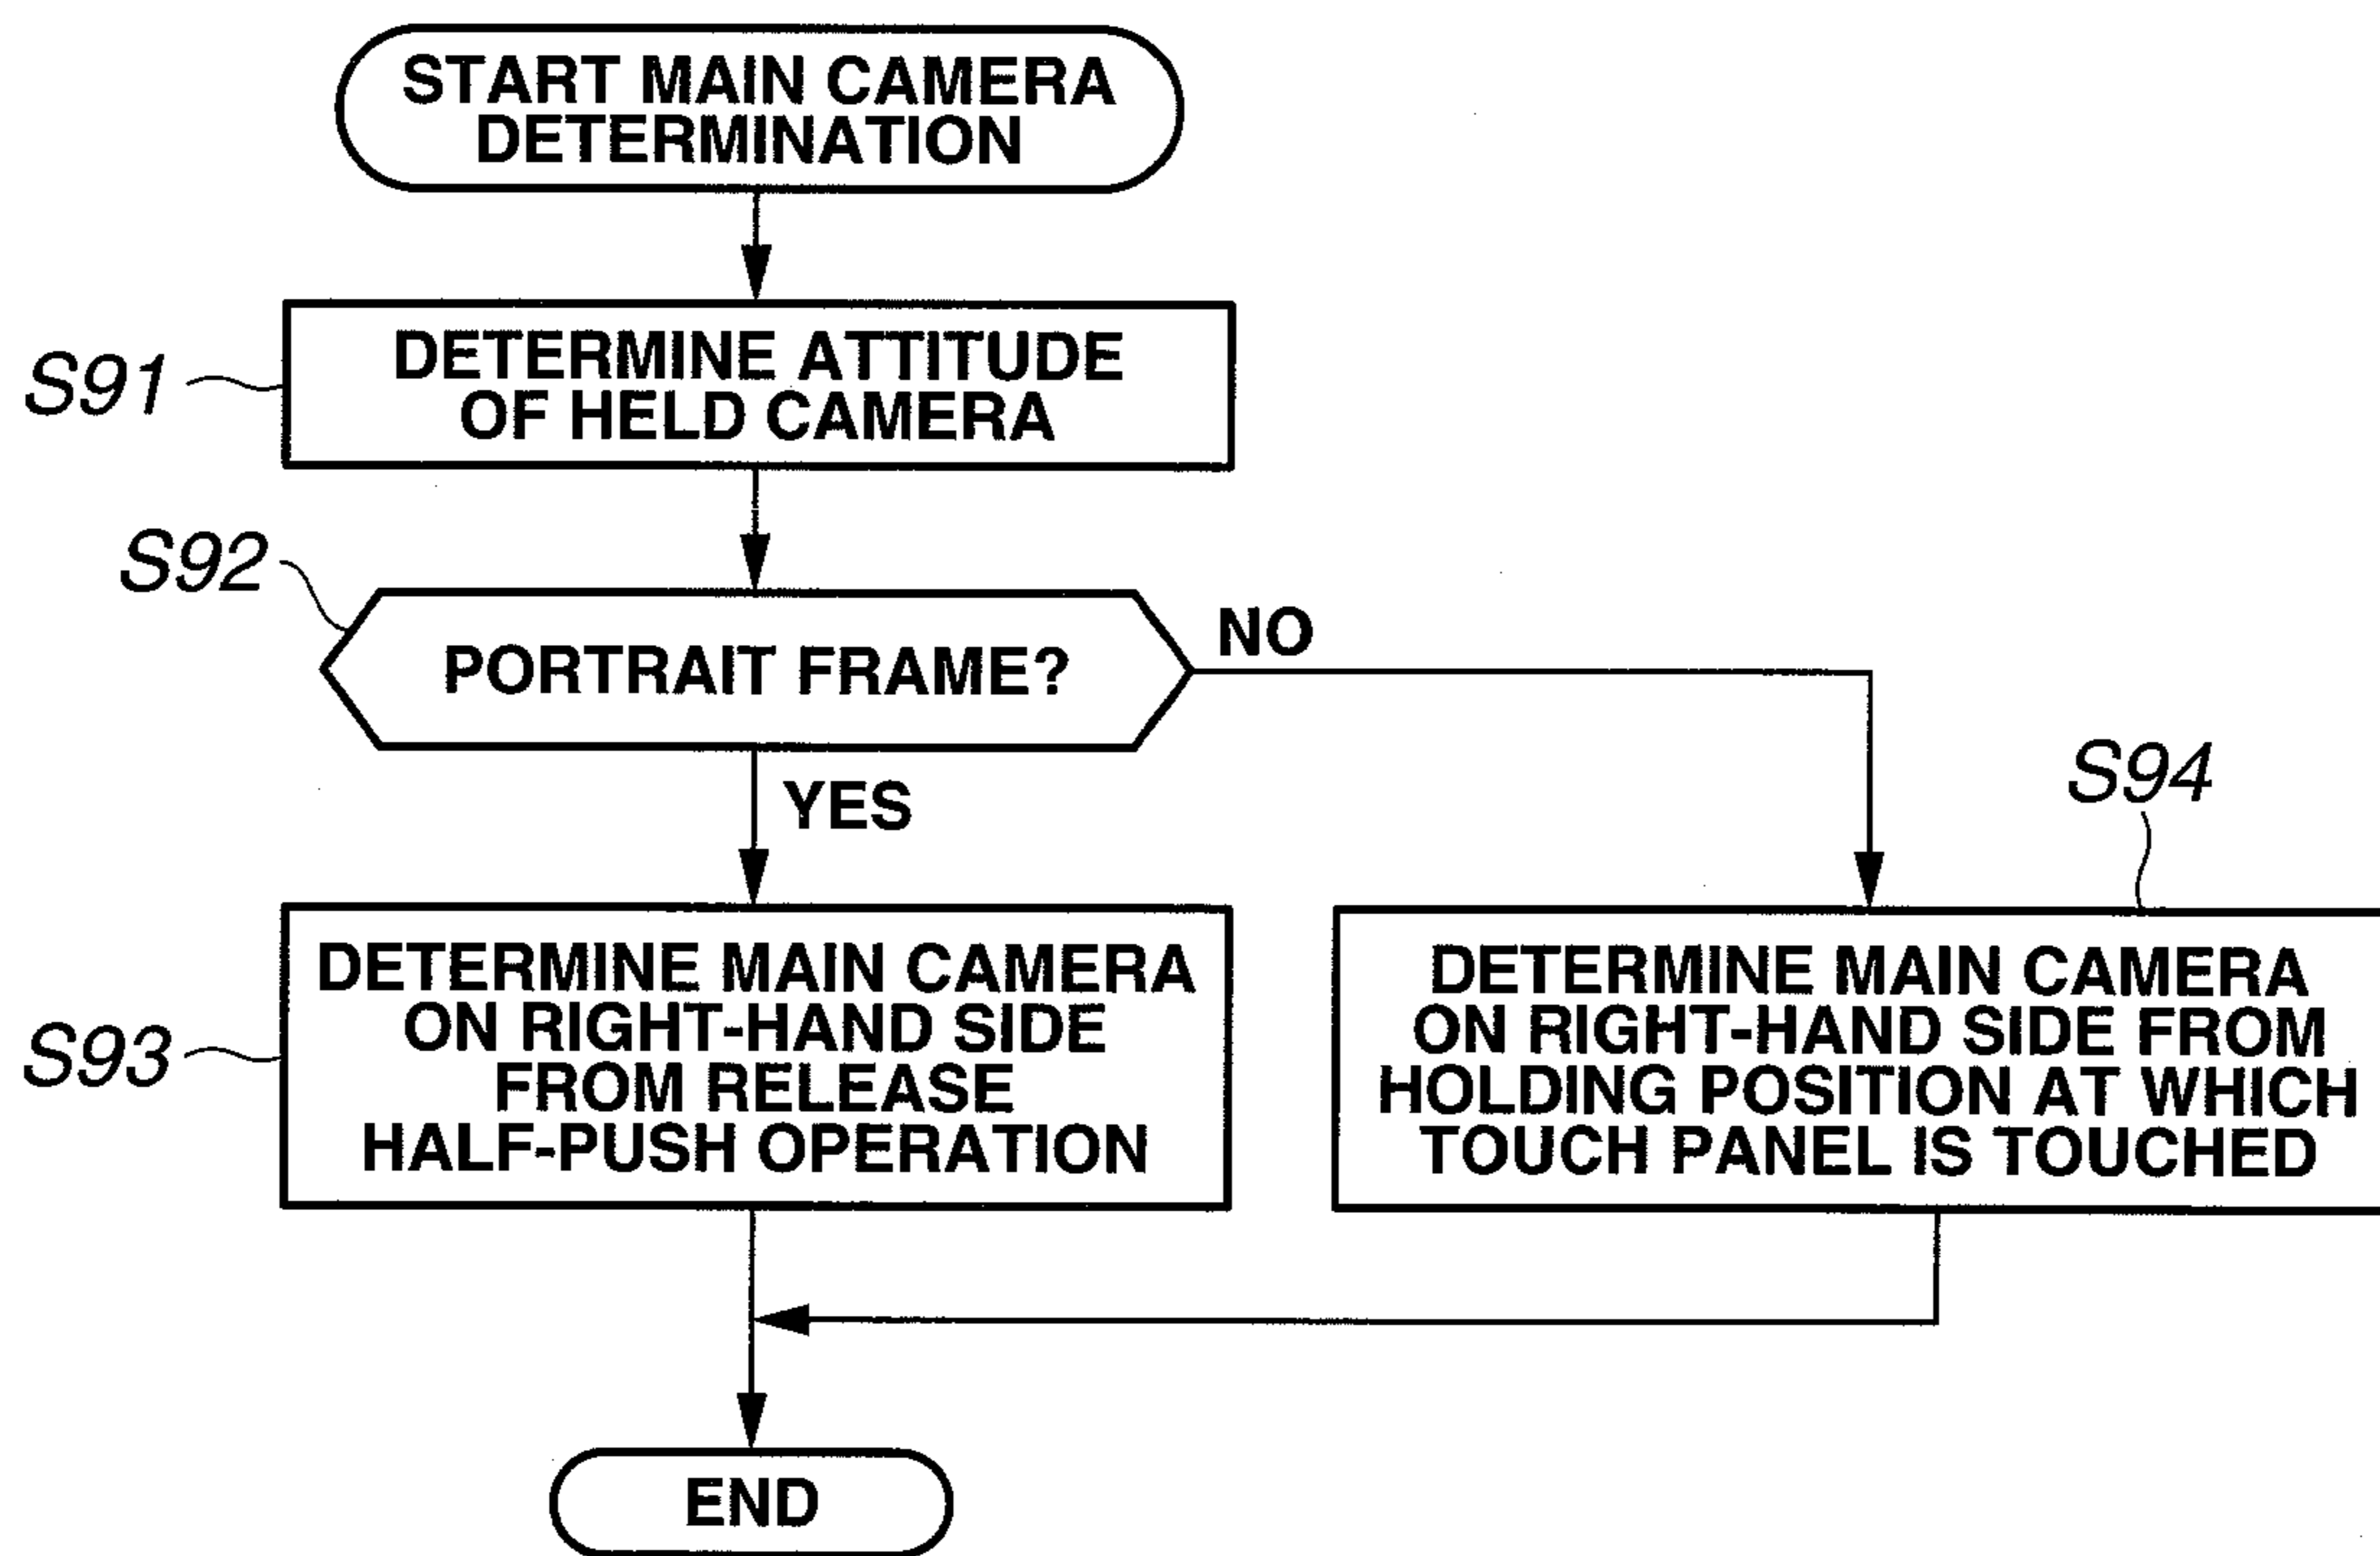 START MAIN CAMERA
DETERMINATION
S91
DETERMINE ATTITUDE
OF HELD CAMERA
S92
PORTRAIT FRAME?
NO
YES
S93
DETERMINE MAIN CAMERA
ON RIGHT-HAND SIDE
FROM RELEASE
HALF-PUSH OPERATION
S94
DETERMINE MAIN CAMERA
ON RIGHT-HAND SIDE FROM
HOLDING POSITION AT WHICH
TOUCH PANEL IS TOUCHED
END